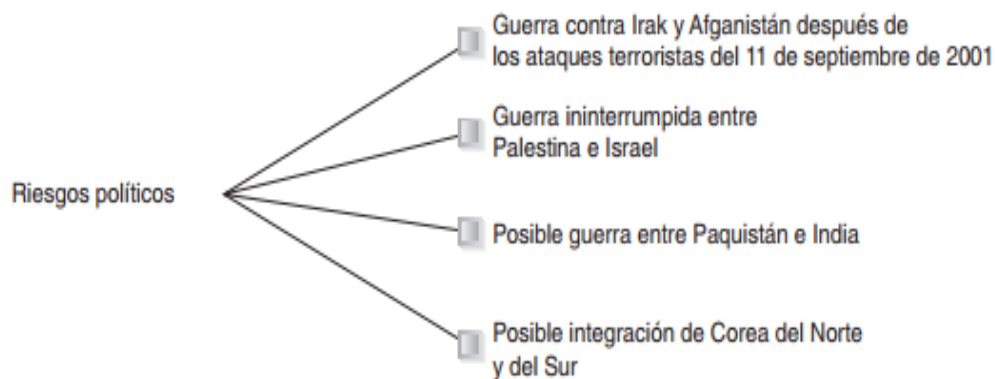 Riesgos políticos
Guerra contra Irak y Afganistán después de
los ataques terroristas del 11 de septiembre de 2001
Guerra ininterrumpida entre
Palestina e Israel
Posible guerra entre Paquistán e India
Posible integración de Corea del Norte
y del Sur